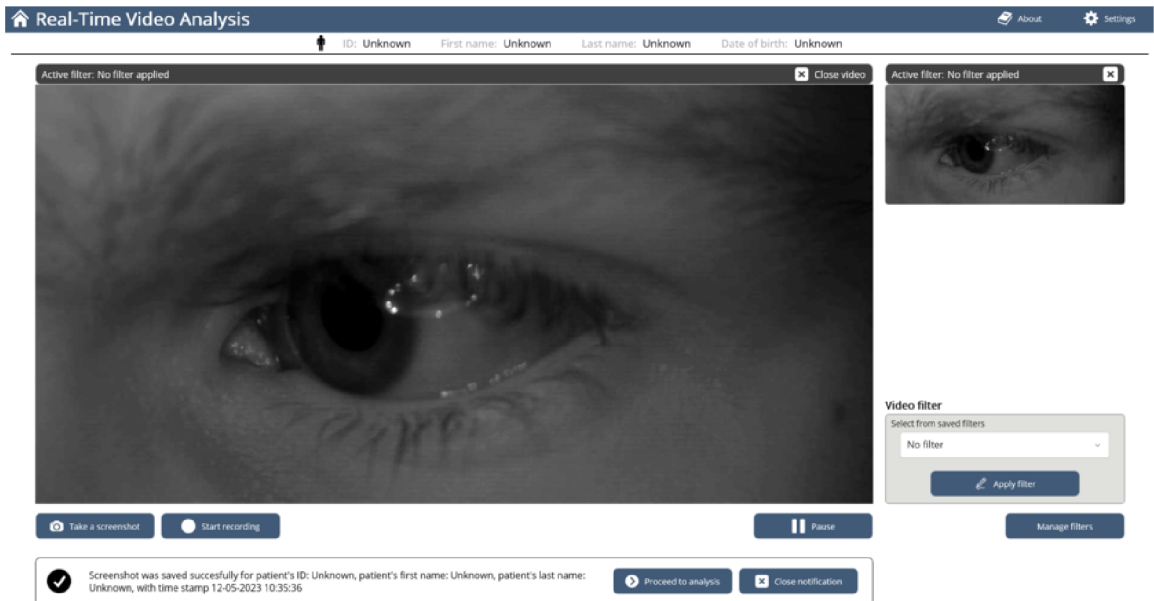 Real-Time Video Analysis
About
Settings
ID: Unknown First name: Unknown Last name: Unknown Date of birth: Unknown
Active filter: No filter applied
Close video
Active filter: No filter applied
Video filter
Select from saved filters
No filter
Apply filter
Take a screenshot
Start recording
Pause
Manage filters
Screenshot was saved succesfully for patient's ID: Unknown, patient's first name: Unknown, patient's last name:
Unknown, with time stamp 12-05-2023 10:35:36
Proceed to analysis
Close notification